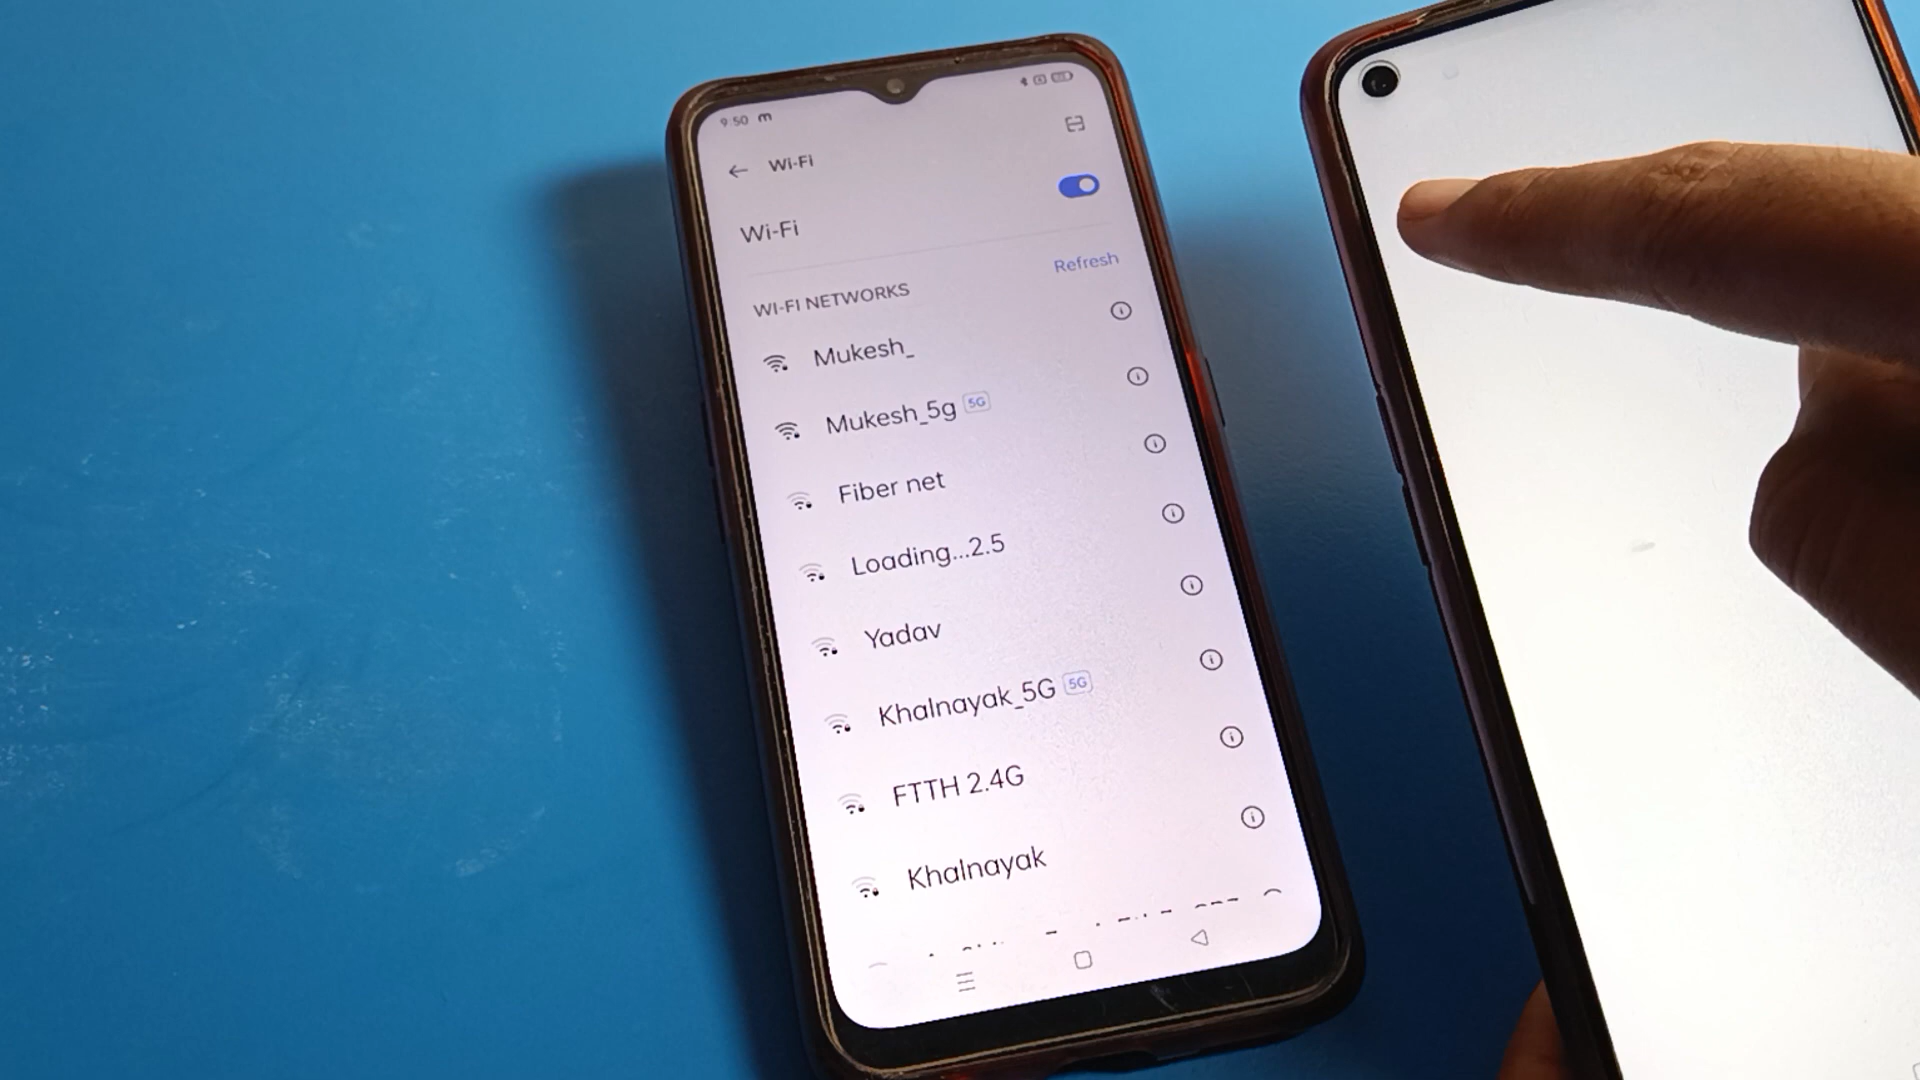 9:50 m
Wi-Fi
Wi-Fi
Refresh
WI-FI NETWORKS
Mukesh_
Mukesh_5g 5G
Fiber net
Loading...2.5
Yadav
Khalnayak_5G 5G
FTTH 2.4G
Khalnayak